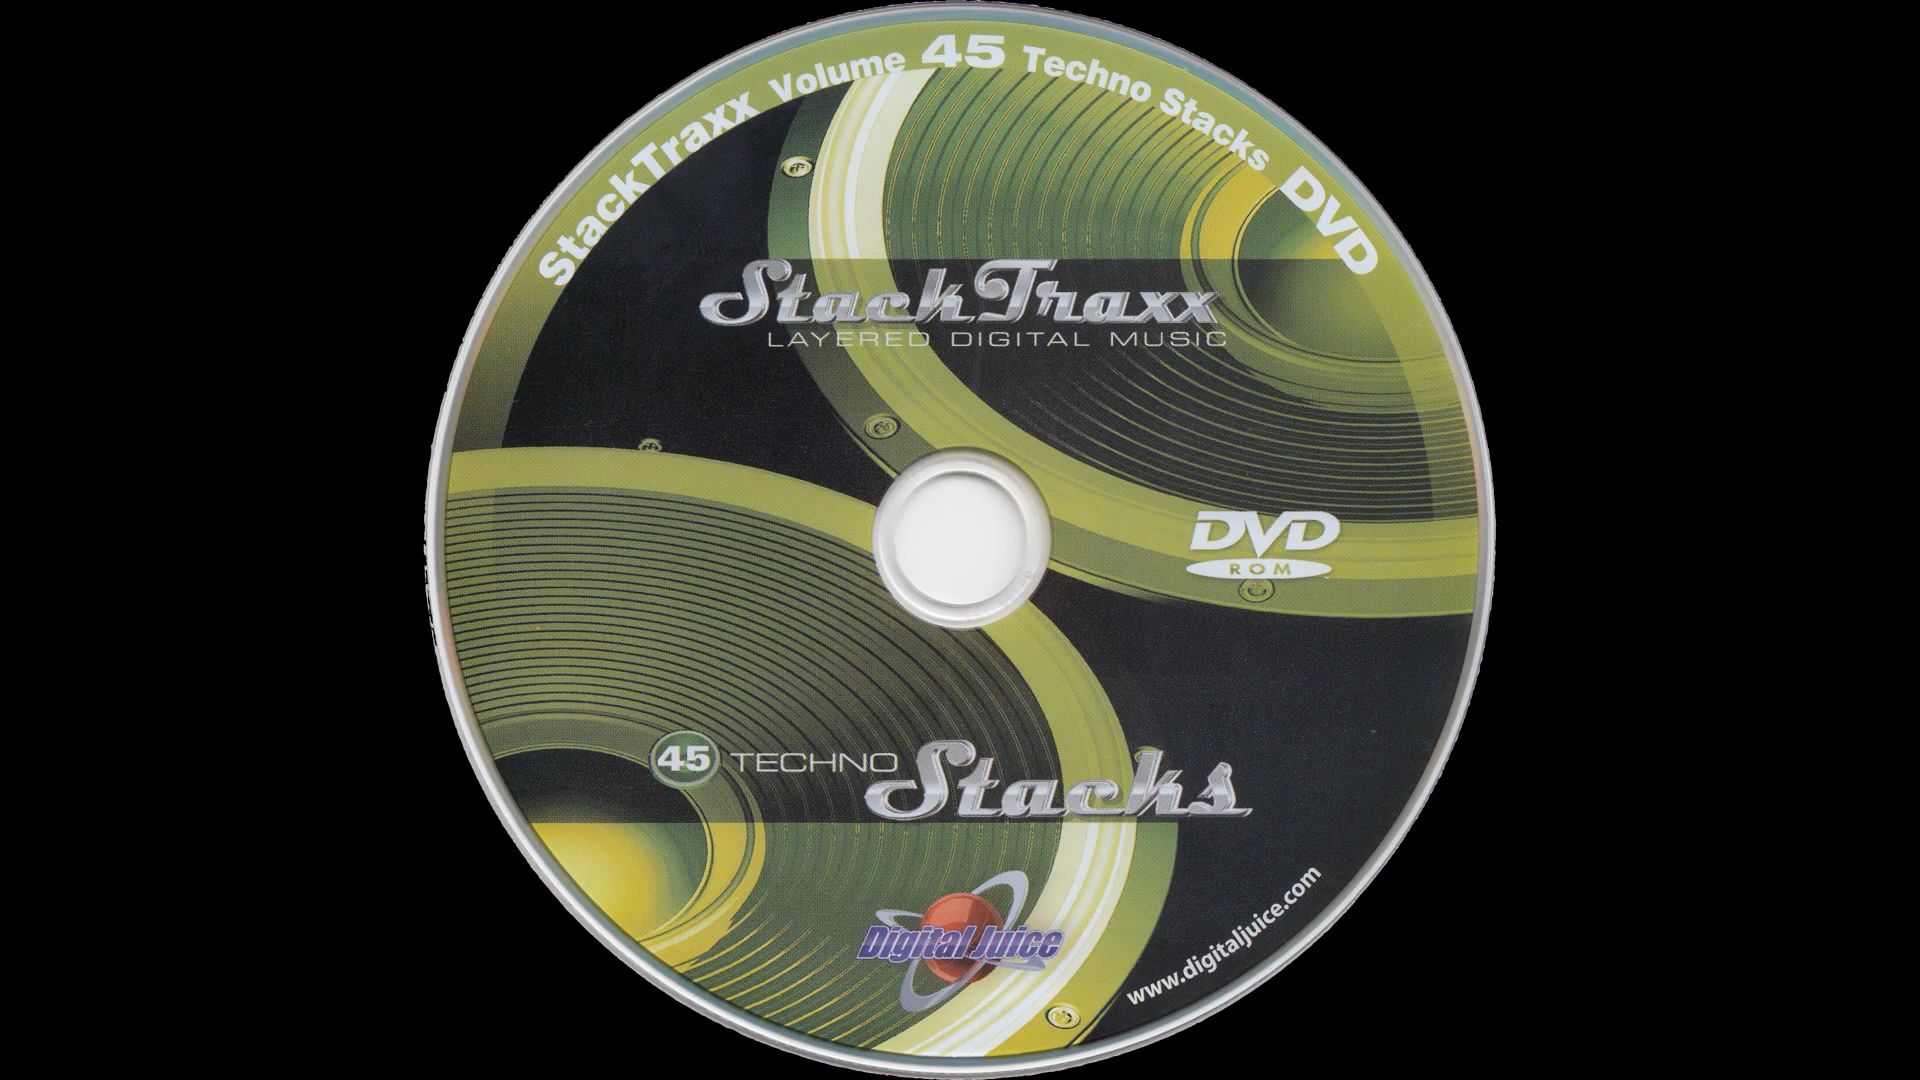 StackTraxx Volume 45 Techno Stacks DVD
StackTraxx
LAYERED DIGITAL MUSIC
DVD
ROM
45 TECHNO Stacks
Digital Juice
www.digitaljuice.com